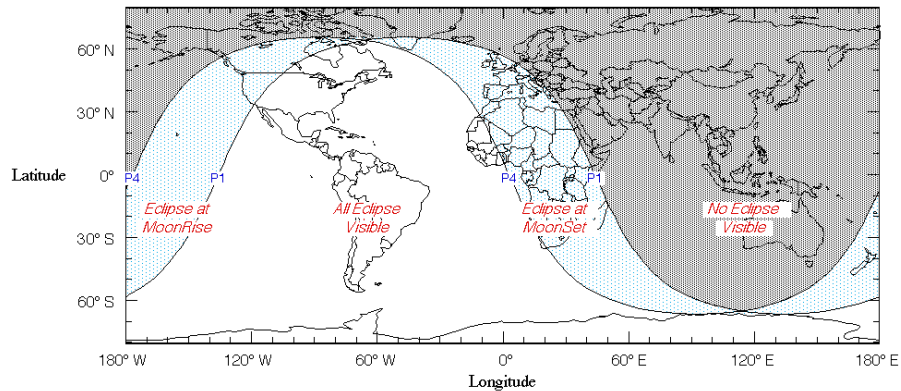 60° N
30° N
Latitude
0°
30° S
60° S
P4
P1
P4
P1
Eclipse at
MoonRise
All Eclipse
Visible
Eclipse at
MoonSet
No Eclipse
Visible
180° W
120° W
60° W
0°
60° E
120° E
180° E
Longitude